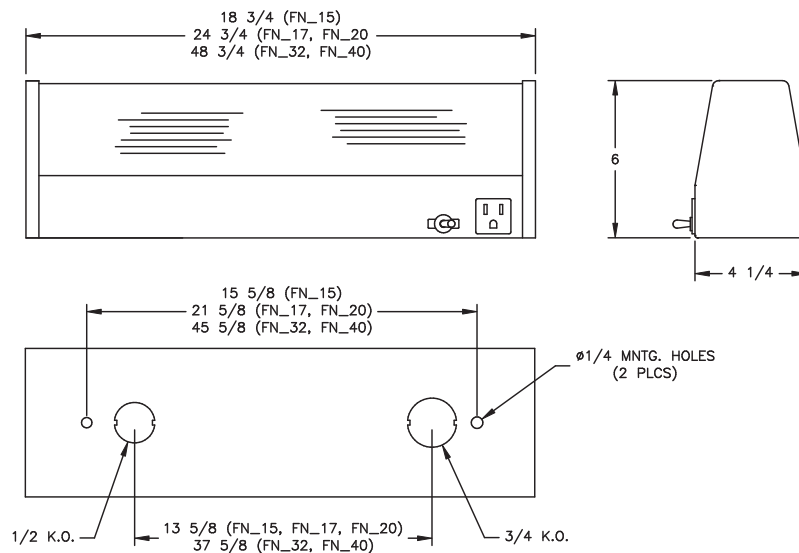 18 3/4 (FN_15)
24 3/4 (FN_17, FN_20
48 3/4 (FN_32, FN_40)
6
4 1/4
15 5/8 (FN_15)
21 5/8 (FN_17, FN_20)
45 5/8 (FN_32, FN_40)
ø1/4 MNTG. HOLES
(2 PLCS)
1/2 K.O.
13 5/8 (FN_15, FN_17, FN_20)
37 5/8 (FN_32, FN_40)
3/4 K.O.